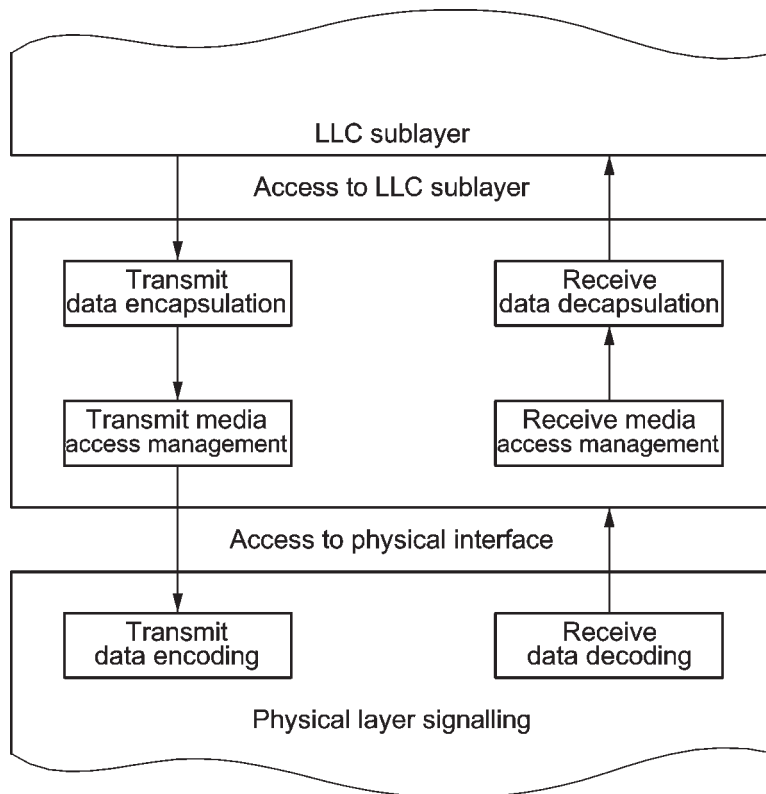 LLC sublayer
Access to LLC sublayer
Transmit
data encapsulation
Receive
data decapsulation
Transmit media
access management
Receive media
access management
Access to physical interface
Transmit
data encoding
Receive
data decoding
Physical layer signalling